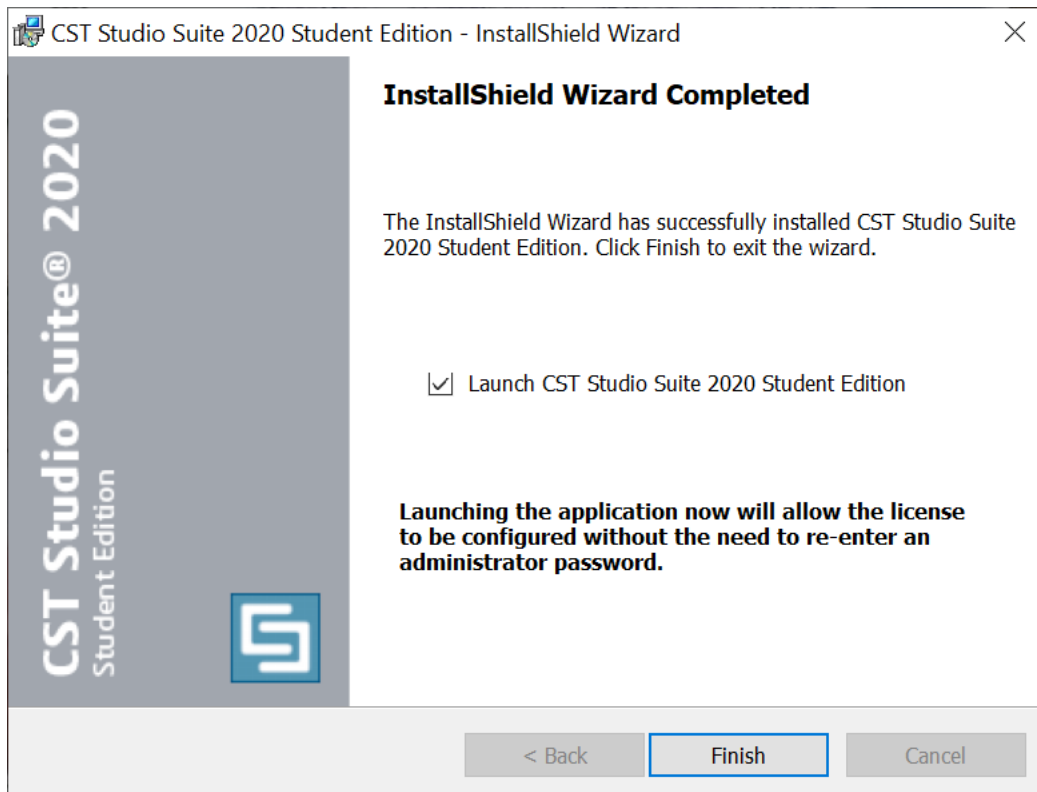 CST Studio Suite 2020 Student Edition - InstallShield Wizard
CST Studio Suite® 2020
Student Edition
InstallShield Wizard Completed
The InstallShield Wizard has successfully installed CST Studio Suite
2020 Student Edition. Click Finish to exit the wizard.
Launch CST Studio Suite 2020 Student Edition
Launching the application now will allow the license
to be configured without the need to re-enter an
administrator password.
< Back
Finish
Cancel